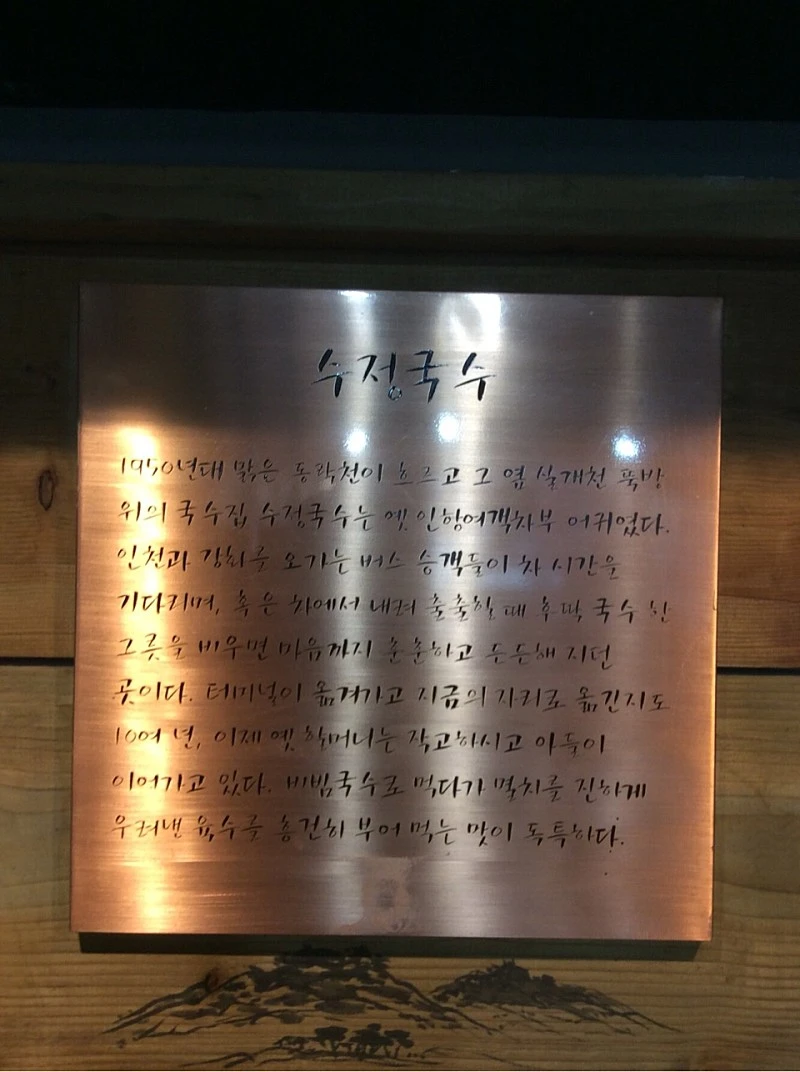 수정국수
1950년대 맑은 동락천이 흐르고 그 옆 실개천 뚝방
위의 국수집 수정국수는 옛 인항여객차부 어귀였다.
인천과 강화를 오가는 버스 승객들이 차 시간을
기다리며, 혹은 차에서 내려 출출할 때 후딱 국수 한
그릇을 비우면 마음까지 훈훈하고 든든해 지던
곳이다. 터미널이 옮겨가고 지금의 자리로 옮긴지도
10여 년, 이제 옛 할머니는 작고하시고 아들이
이어가고 있다. 비빔국수로 먹다가 멸치를 진하게
우려낸 육수를 흥건히 부어 먹는 맛이 독특하다.